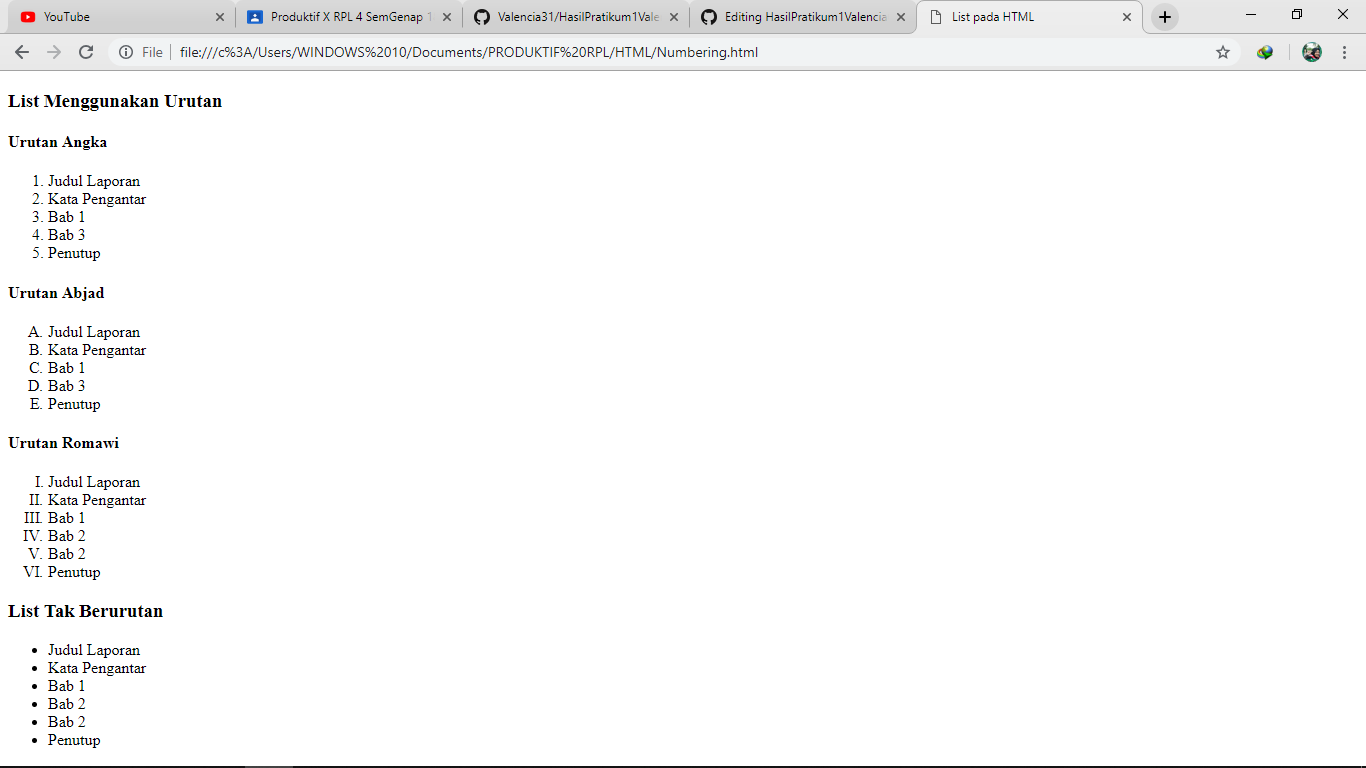 YouTube
Produktif X RPL 4 SemGenap 1
Valencia31/HasilPratikum1Vale
Editing HasilPratikum1Valencia
List pada HTML
File
file:///c%3A/Users/WINDOWS%2010/Documents/PRODUKTIF%20RPL/HTML/Numbering.html
List Menggunakan Urutan
Urutan Angka
1. Judul Laporan
2. Kata Pengantar
3. Bab 1
4. Bab 3
5. Penutup
Urutan Abjad
A. Judul Laporan
B. Kata Pengantar
C. Bab 1
D. Bab 3
E. Penutup
Urutan Romawi
I. Judul Laporan
II. Kata Pengantar
III. Bab 1
IV. Bab 2
V. Bab 2
VI. Penutup
List Tak Berurutan
• Judul Laporan
• Kata Pengantar
• Bab 1
• Bab 2
• Bab 2
• Penutup